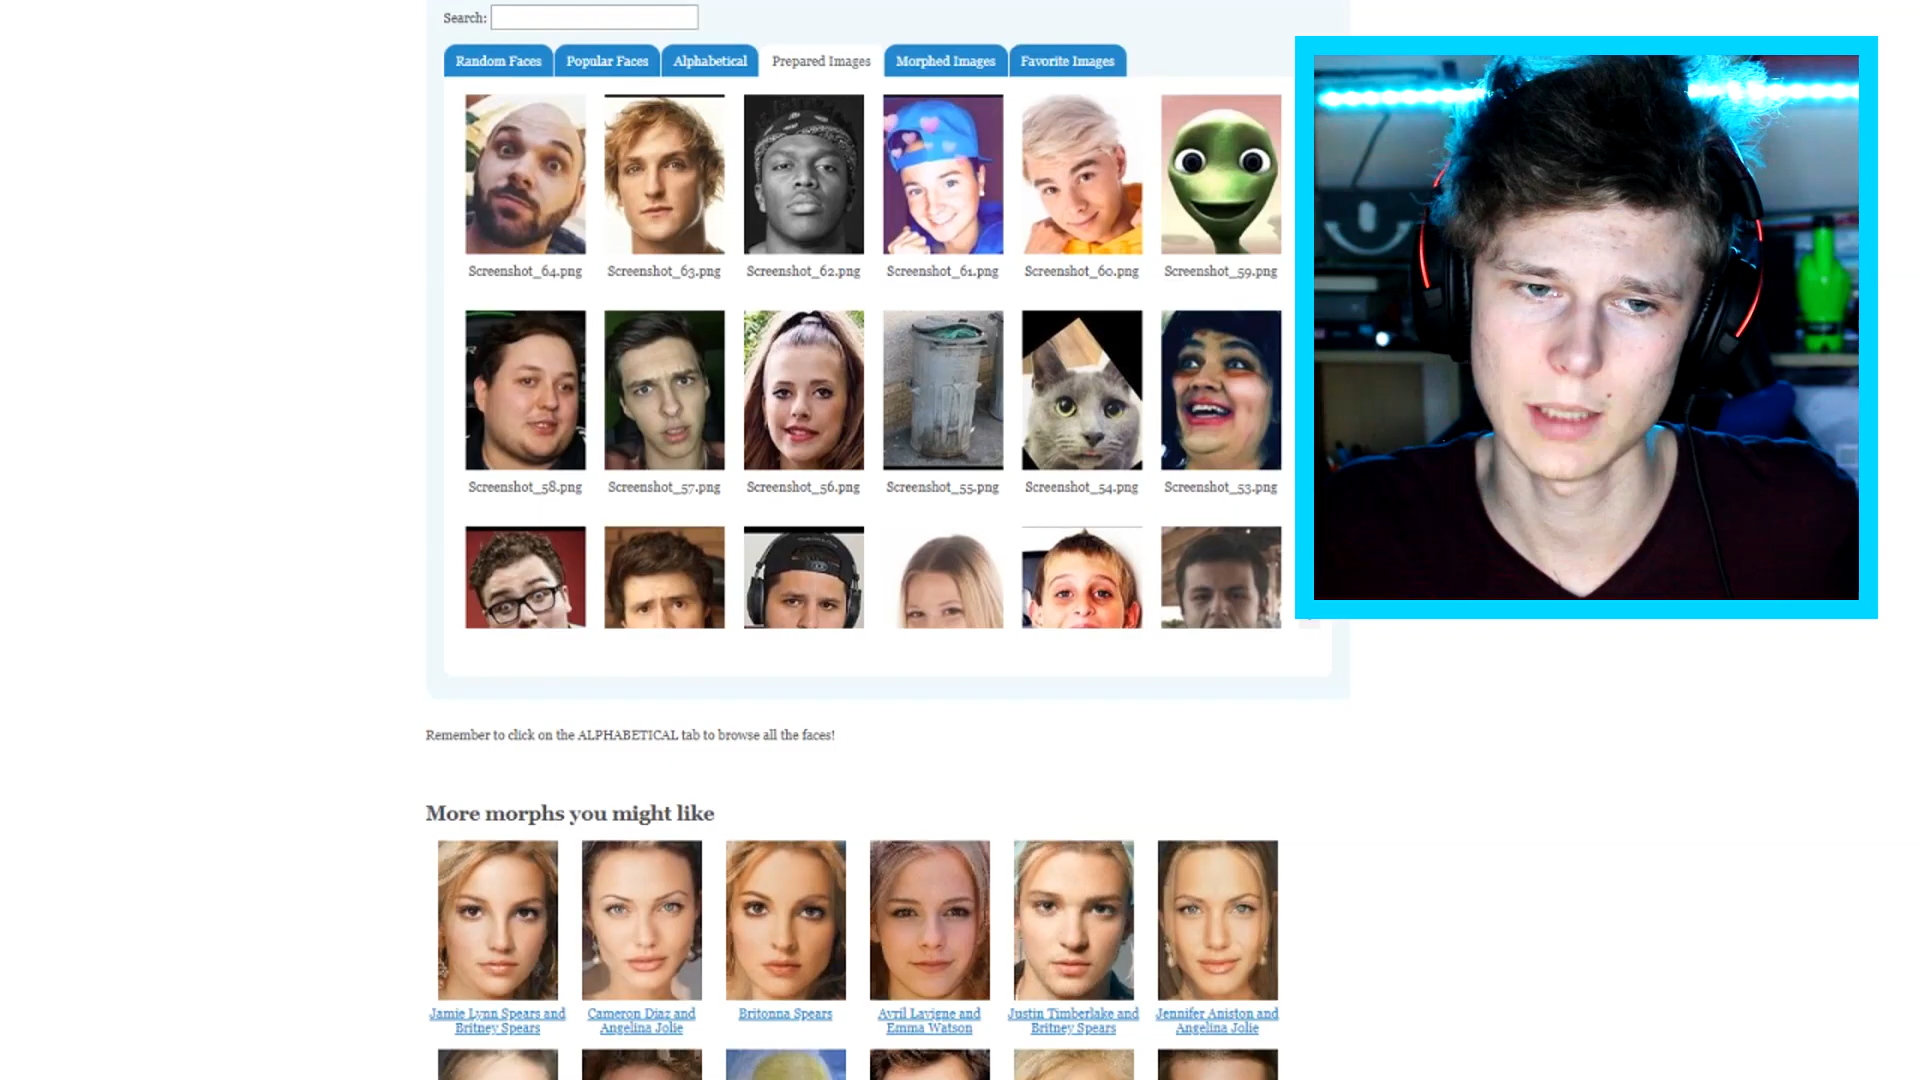 Search:
Random Faces Popular Faces Alphabetical Prepared Images Morphed Images Favorite Images
Screenshot_64.png Screenshot_63.png Screenshot_62.png Screenshot_61.png Screenshot_60.png Screenshot_59.png
Screenshot_58.png Screenshot_57.png Screenshot_56.png Screenshot_55.png Screenshot_54.png Screenshot_53.png
Remember to click on the ALPHABETICAL tab to browse all the faces!
More morphs you might like
Jamie Lynn Spears and
Britney Spears
Cameron Diaz and
Angelina Jolie
Britonna Spears
Avril Lavigne and
Emma Watson
Justin Timberlake and
Britney Spears
Jennifer Aniston and
Angelina Jolie